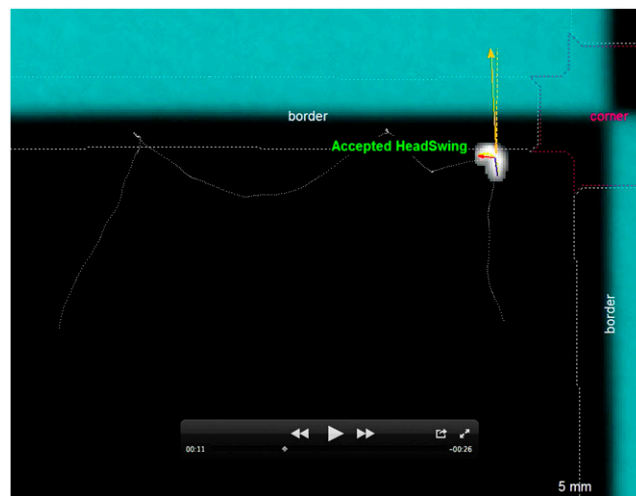 border
corner
Accepted HeadSwing
border
00:11
-00:26
5 mm